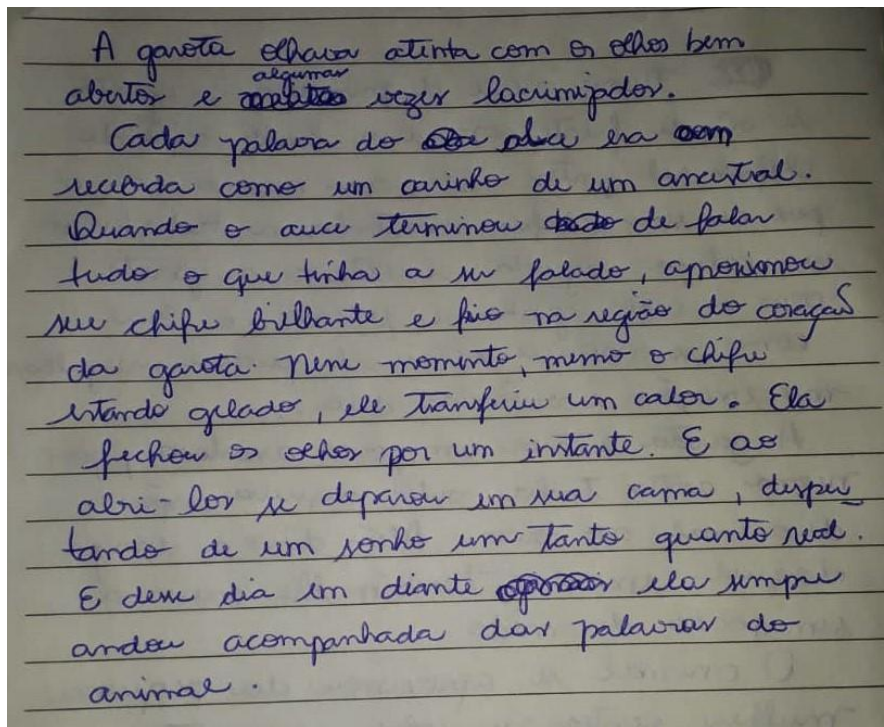 A garota olhava atenta com os olhos bem
abertos e algumas vezes lacrimejados.
Cada palavra do alce era
recebida como um carinho de um ancestral.
Quando o auce terminou de falar
tudo o que tinha a ser falado, aproximou
seu chifre brilhante e frio na região do coração
da garota. Nesse momento, mesmo o chifre
estando gelado, ele transferiu um calor. Ela
fechou os olhos por um instante. E ao
abri-los se deparou em sua cama, desper-
tando de um sonho um tanto quanto real.
E desse dia em diante ela sempre
andou acompanhada das palavras do
animal.